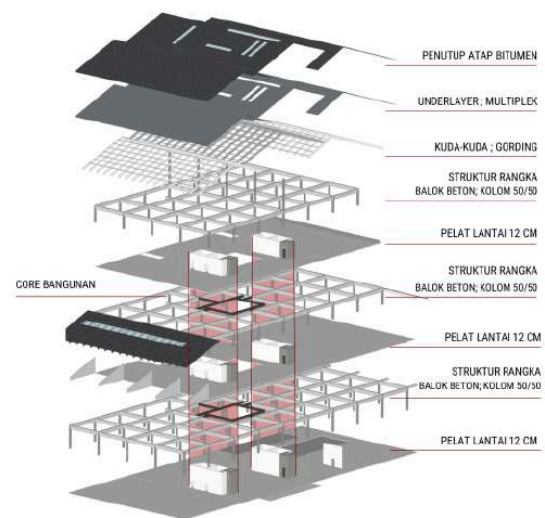 PENUTUP ATAP BITUMEN
UNDERLAYER ; MULTIPLEK
KUDA-KUDA ; GORDING
STRUKTUR RANGKA
BALOK BETON; KOLOM 50/50
PELAT LANTAI 12 CM
STRUKTUR RANGKA
BALOK BETON; KOLOM 50/50
CORE BANGUNAN
PELAT LANTAI 12 CM
STRUKTUR RANGKA
BALOK BETON; KOLOM 50/50
PELAT LANTAI 12 CM